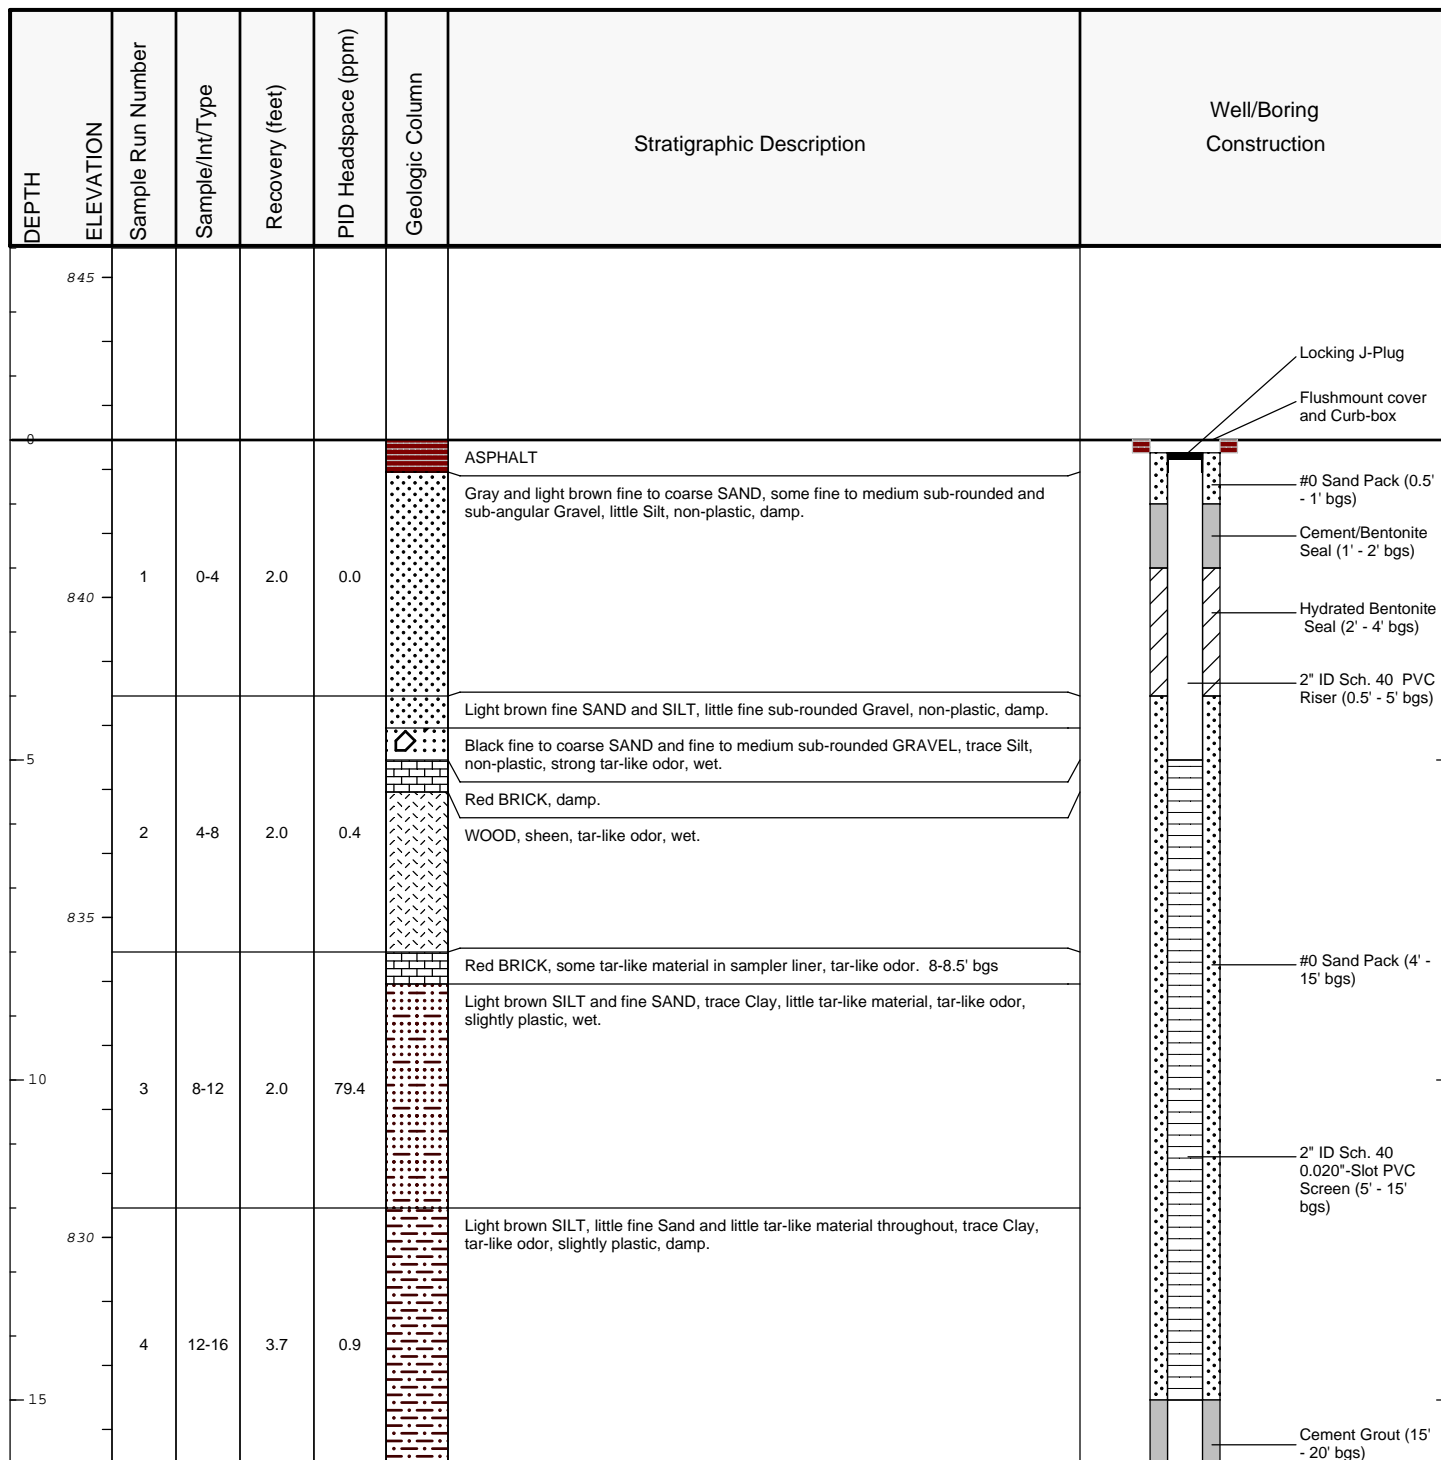 DEPTH
ELEVATION
Sample Run Number
Sample/Int/Type
Recovery (feet)
PID Headspace (ppm)
Geologic Column
Stratigraphic Description
Well/Boring
Construction
845
Locking J-Plug
Flushmount cover
and Curb-box
0
ASPHALT
Gray and light brown fine to coarse SAND, some fine to medium sub-rounded and
sub-angular Gravel, little Silt, non-plastic, damp.
#0 Sand Pack (0.5'
- 1' bgs)
Cement/Bentonite
Seal (1' - 2' bgs)
1
0-4
2.0
0.0
840
Hydrated Bentonite
Seal (2' - 4' bgs)
2" ID Sch. 40 PVC
Riser (0.5' - 5' bgs)
Light brown fine SAND and SILT, little fine sub-rounded Gravel, non-plastic, damp.
Black fine to coarse SAND and fine to medium sub-rounded GRAVEL, trace Silt,
non-plastic, strong tar-like odor, wet.
5
Red BRICK, damp.
2
4-8
2.0
0.4
WOOD, sheen, tar-like odor, wet.
835
Red BRICK, some tar-like material in sampler liner, tar-like odor. 8-8.5' bgs
#0 Sand Pack (4' -
15' bgs)
Light brown SILT and fine SAND, trace Clay, little tar-like material, tar-like odor,
slightly plastic, wet.
10
3
8-12
2.0
79.4
2" ID Sch. 40
0.020"-Slot PVC
Screen (5' - 15'
bgs)
830
Light brown SILT, little fine Sand and little tar-like material throughout, trace Clay,
tar-like odor, slightly plastic, damp.
4
12-16
3.7
0.9
15
Cement Grout (15'
- 20' bgs)